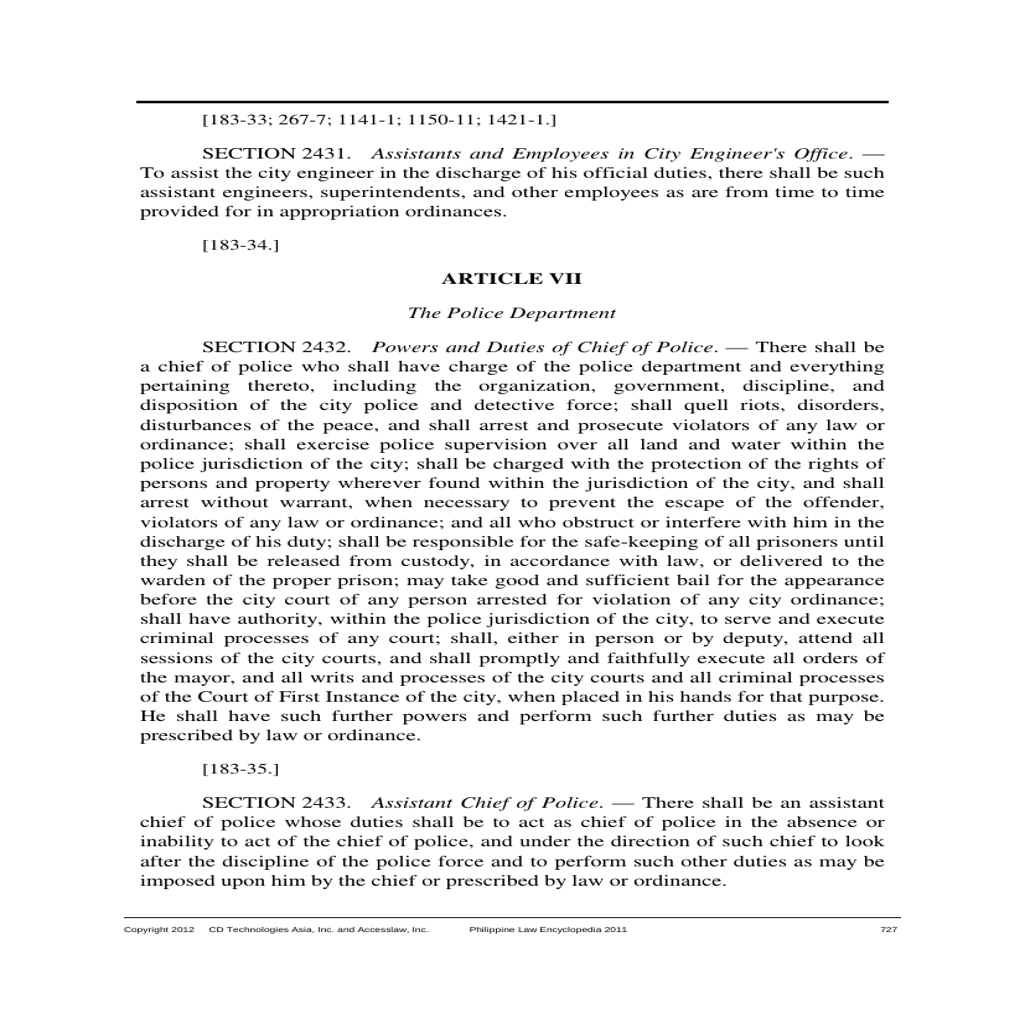 [183-33; 267-7; 1141-1; 1150-11; 1421-1.]
SECTION 2431. Assistants and Employees in City Engineer's Office. —
To assist the city engineer in the discharge of his official duties, there shall be such
assistant engineers, superintendents, and other employees as are from time to time
provided for in appropriation ordinances.
[183-34.]
ARTICLE VII
The Police Department
SECTION 2432. Powers and Duties of Chief of Police. — There shall be
a chief of police who shall have charge of the police department and everything
pertaining thereto, including the organization, government, discipline, and
disposition of the city police and detective force; shall quell riots, disorders,
disturbances of the peace, and shall arrest and prosecute violators of any law or
ordinance; shall exercise police supervision over all land and water within the
police jurisdiction of the city; shall be charged with the protection of the rights of
persons and property wherever found within the jurisdiction of the city, and shall
arrest without warrant, when necessary to prevent the escape of the offender,
violators of any law or ordinance; and all who obstruct or interfere with him in the
discharge of his duty; shall be responsible for the safe-keeping of all prisoners until
they shall be released from custody, in accordance with law, or delivered to the
warden of the proper prison; may take good and sufficient bail for the appearance
before the city court of any person arrested for violation of any city ordinance;
shall have authority, within the police jurisdiction of the city, to serve and execute
criminal processes of any court; shall, either in person or by deputy, attend all
sessions of the city courts, and shall promptly and faithfully execute all orders of
the mayor, and all writs and processes of the city courts and all criminal processes
of the Court of First Instance of the city, when placed in his hands for that purpose.
He shall have such further powers and perform such further duties as may be
prescribed by law or ordinance.
[183-35.]
SECTION 2433. Assistant Chief of Police. — There shall be an assistant
chief of police whose duties shall be to act as chief of police in the absence or
inability to act of the chief of police, and under the direction of such chief to look
after the discipline of the police force and to perform such other duties as may be
imposed upon him by the chief or prescribed by law or ordinance.
Copyright 2012 CD Technologies Asia, Inc. and Accesslaw, Inc. Philippine Law Encyclopedia 2011 727